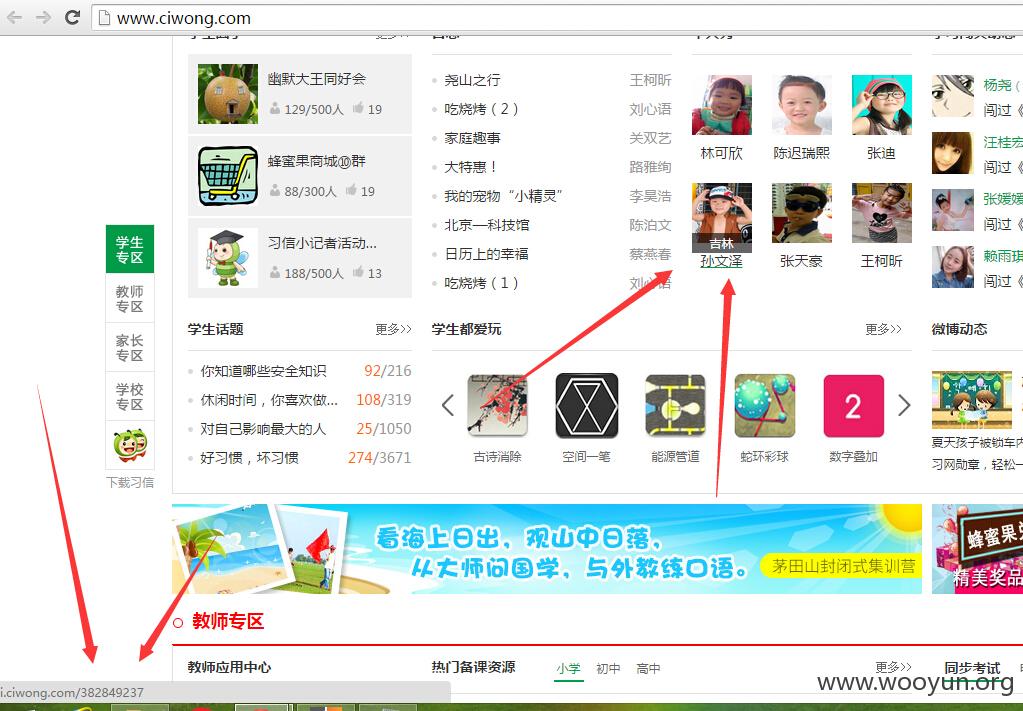 www.ciwong.com
更多>>
幽默大王同好会
129/500人 19
蜂蜜果商城⑩群
88/300人 19
习信小记者活动...
188/500人 13
尧山之行 王柯昕
吃烧烤（2） 刘心语
家庭趣事 关双艺
大特惠！ 路雅绚
我的宠物“小精灵” 李昊浩
北京—科技馆 陈泊文
日历上的幸福 蔡燕春
吃烧烤（1） 刘心语
林可欣 陈迟瑞熙 张迪
吉林
孙文泽 张天豪 王柯昕
杨尧（
闯过《
汪桂宏
闯过《
张媛媛
闯过《
赖雨琪
闯过《
学生
专区
教师
专区
家长
专区
学校
专区
下载习信
学生话题 更多>>
你知道哪些安全知识 92/216
休闲时间，你喜欢做... 108/319
对自己影响最大的人 25/1050
好习惯，坏习惯 274/3671
学生都爱玩 更多>>
2
古诗消除 空间一笔 能源管道 蛇环彩球 数字叠加
微博动态
夏天孩子被锁车内
习网勋章，轻松一
看海上日出，观山中日落，
从大师问国学，与外教练口语。
茅田山封闭式集训营
蜂蜜果
精美奖品
教师专区
教师应用中心
热门备课资源 小学 初中 高中 更多>>
同步考试
i.ciwong.com/382849237
www.wooyun.org